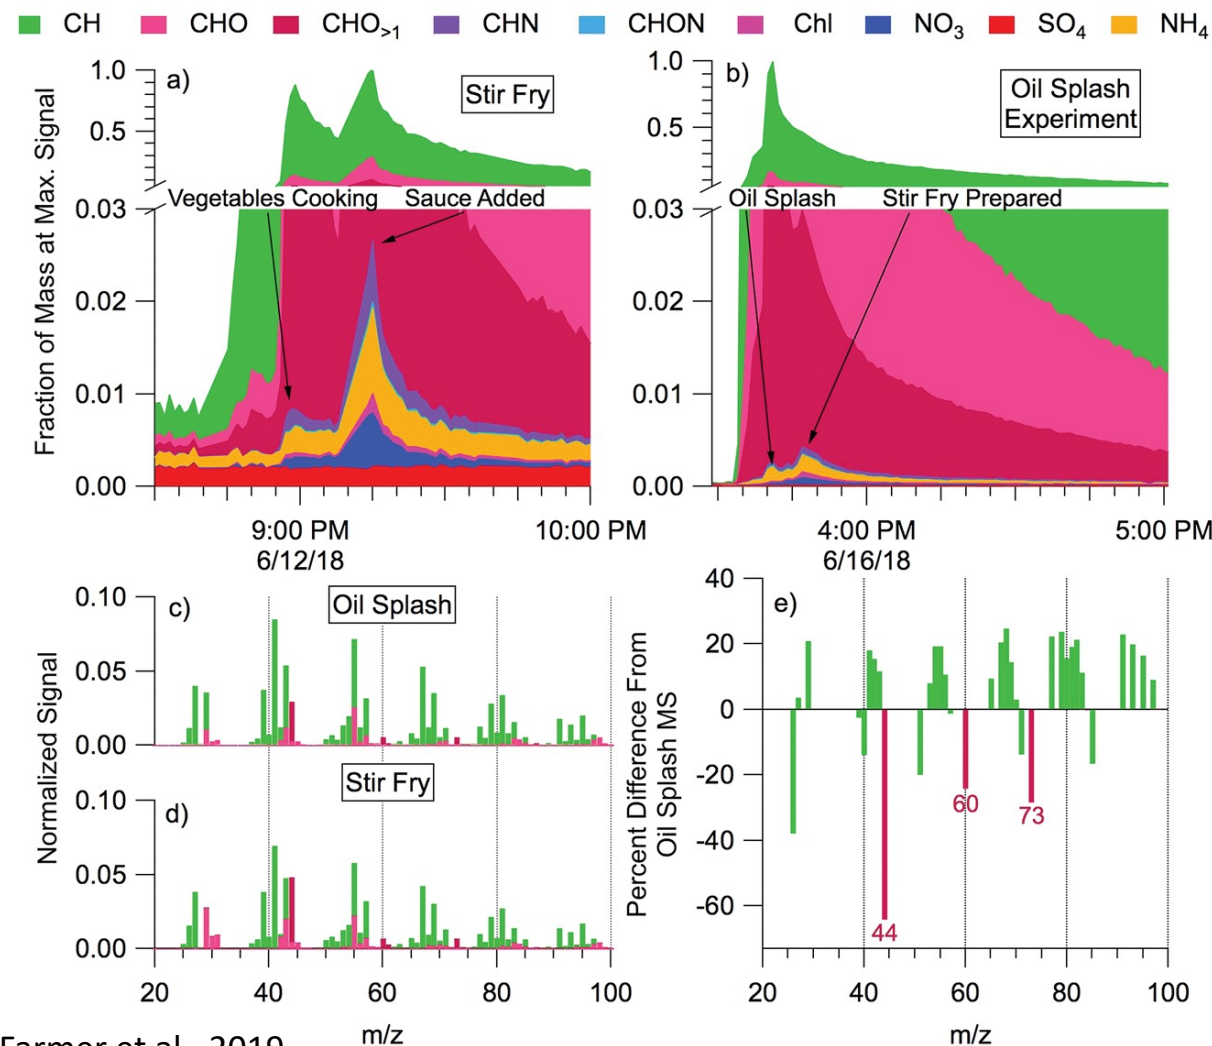 CH CHO CHO>1 CHN CHON Chl NO3 SO4 NH4
a)
Stir Fry
1.0
0.5
Vegetables Cooking
Sauce Added
0.03
0.02
0.01
0.00
Fraction of Mass at Max. Signal
9:00 PM
6/12/18
10:00 PM
b)
Oil Splash
Experiment
1.0
0.5
Oil Splash
Stir Fry Prepared
0.03
0.02
0.01
0.00
4:00 PM
6/16/18
5:00 PM
c)
Oil Splash
0.10
0.05
0.00
Normalized Signal
d)
Stir Fry
0.10
0.05
0.00
20 40 60 80 100
m/z
e)
40
20
0
-20
-40
-60
Percent Difference From
Oil Splash MS
60
73
44
20 40 60 80 100
m/z